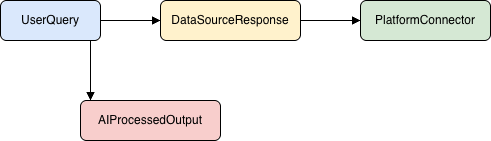 UserQuery
DataSourceResponse
PlatformConnector
AIProcessedOutput